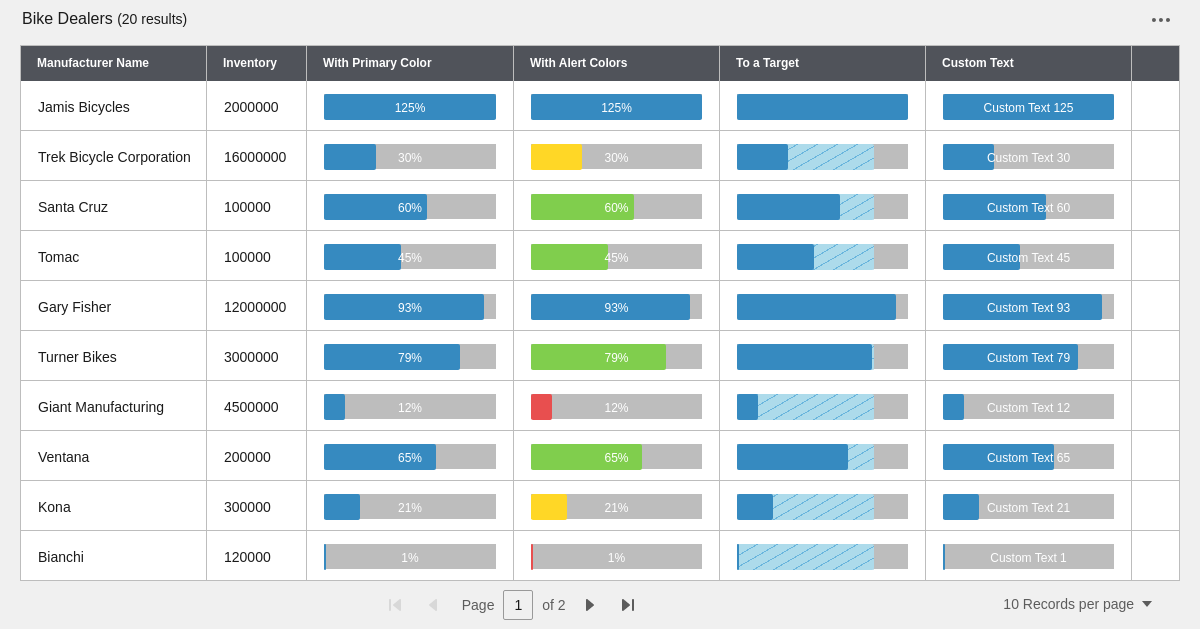 Bike Dealers (20 results)
Manufacturer Name Inventory With Primary Color With Alert Colors To a Target Custom Text
Jamis Bicycles 2000000 125% 125% Custom Text 125
Trek Bicycle Corporation 16000000 30% 30% Custom Text 30
Santa Cruz 100000 60% 60% Custom Text 60
Tomac 100000 45% 45% Custom Text 45
Gary Fisher 12000000 93% 93% Custom Text 93
Turner Bikes 3000000 79% 79% Custom Text 79
Giant Manufacturing 4500000 12% 12% Custom Text 12
Ventana 200000 65% 65% Custom Text 65
Kona 300000 21% 21% Custom Text 21
Bianchi 120000 1% 1% Custom Text 1
Page 1 of 2 10 Records per page